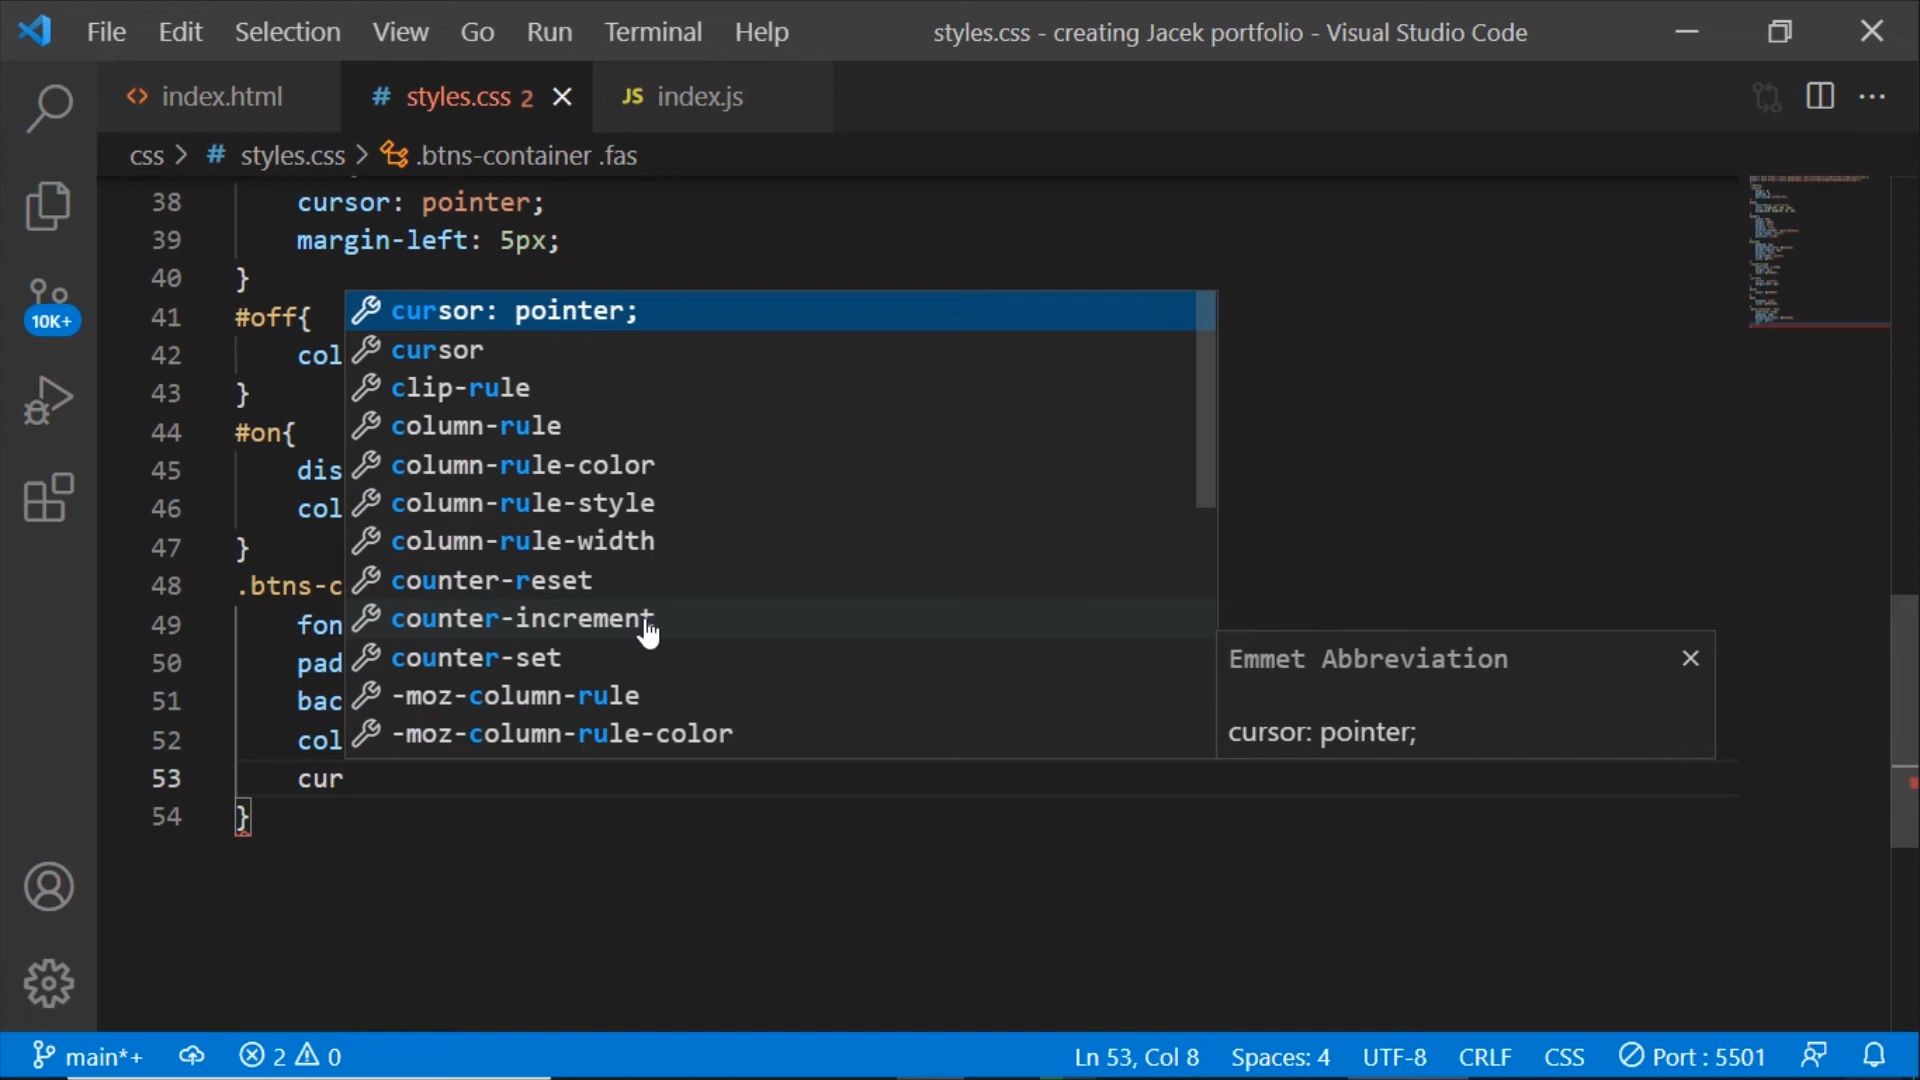 File Edit Selection View Go Run Terminal Help styles.css - creating Jacek portfolio - Visual Studio Code
<> index.html # styles.css 2 JS index.js
css > # styles.css > .btns-container .fas
38 cursor: pointer;
39 margin-left: 5px;
40 }
41 #off{
cursor: pointer;
cursor
42 col
clip-rule
43 }
column-rule
44 #on{
column-rule-color
45 dis
column-rule-style
46 col
column-rule-width
47 }
counter-reset
48 .btns-c
counter-increment
49 fon
counter-set
50 pad
-moz-column-rule
51 bac
-moz-column-rule-color
52 col
Emmet Abbreviation
cursor: pointer;
53 cur
54 }
10K+
main*+ 2 0 Ln 53, Col 8 Spaces: 4 UTF-8 CRLF CSS Port : 5501